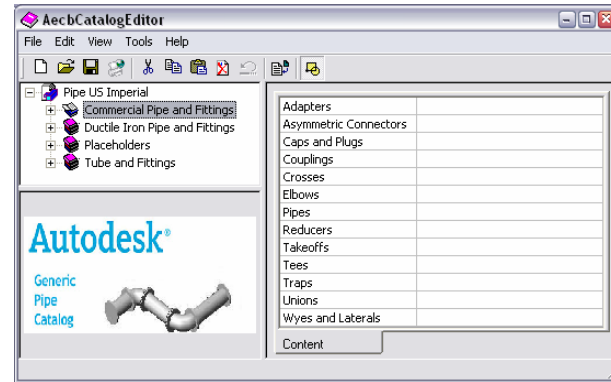 AecbCatalogEditor
File Edit View Tools Help
Pipe US Imperial
Commercial Pipe and Fittings
Ductile Iron Pipe and Fittings
Placeholders
Tube and Fittings
Autodesk®
Generic
Pipe
Catalog
Adapters
Asymmetric Connectors
Caps and Plugs
Couplings
Crosses
Elbows
Pipes
Reducers
Takeoffs
Tees
Traps
Unions
Wyes and Laterals
Content